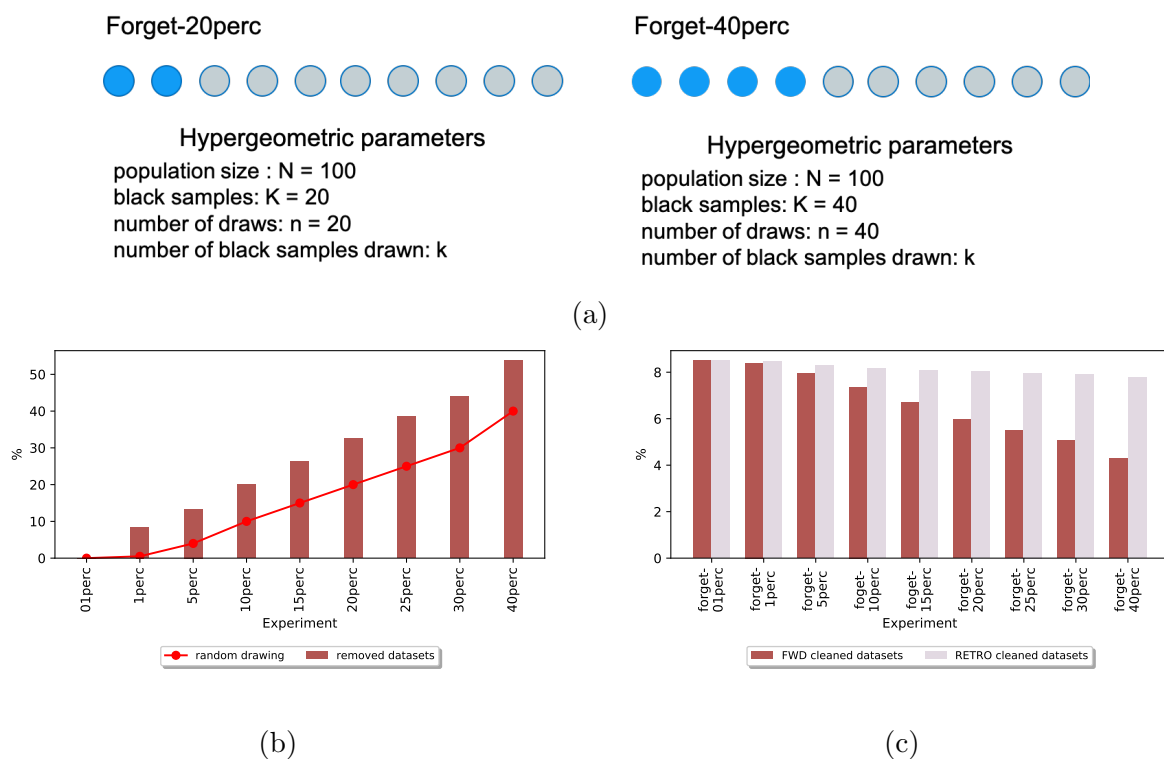 Forget-20perc
Hypergeometric parameters
population size : N = 100
black samples: K = 20
number of draws: n = 20
number of black samples drawn: k
Forget-40perc
Hypergeometric parameters
population size : N = 100
black samples: K = 40
number of draws: n = 40
number of black samples drawn: k
(a)
%
50
40
30
20
10
0
01perc
1perc
5perc
10perc
15perc
20perc
25perc
30perc
40perc
Experiment
random drawing
removed datasets
(b)
%
8
6
4
2
0
forget-
01perc
forget-
1perc
forget-
5perc
foget-
10perc
foget-
15perc
forget-
20perc
forget-
25perc
forget-
30perc
forget-
40perc
Experiment
FWD cleaned datasets
RETRO cleaned datasets
(c)